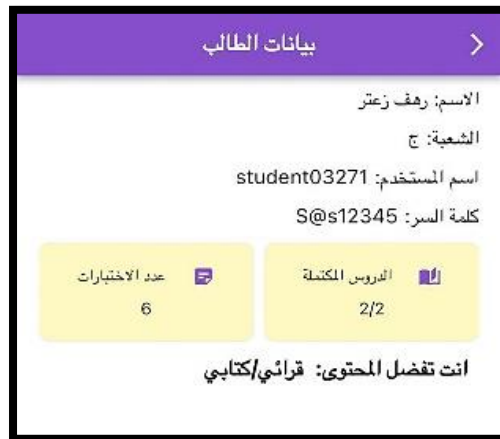 بيانات الطالب
الاسم: رهف زعتر
الشعبة: ج
اسم المستخدم: student03271
كلمة السر: S@s12345
الدروس المكتملة
2/2
عدد الاختبارات
6
انت تفضل المحتوى: قرائي/كتابي